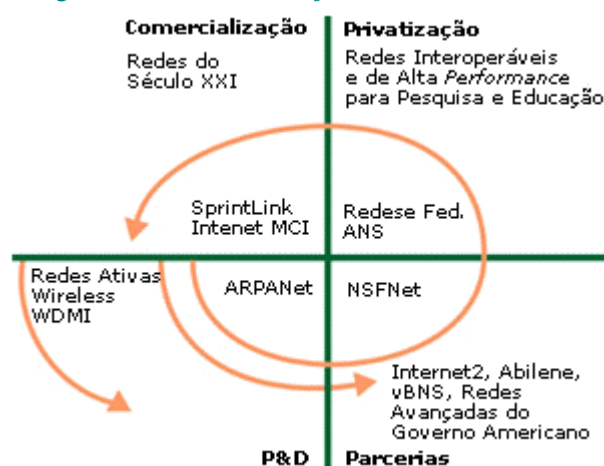 Comercialização
Privatização
Redes do
Século XXI
Redes Interoperáveis
e de Alta Performance
para Pesquisa e Educação
SprintLink
Intenet MCI
Redese Fed.
ANS
Redes Ativas
Wireless
WDMI
ARPANet
NSFNet
Internet2, Abilene,
vBNS, Redes
Avançadas do
Governo Americano
P&D
Parcerias